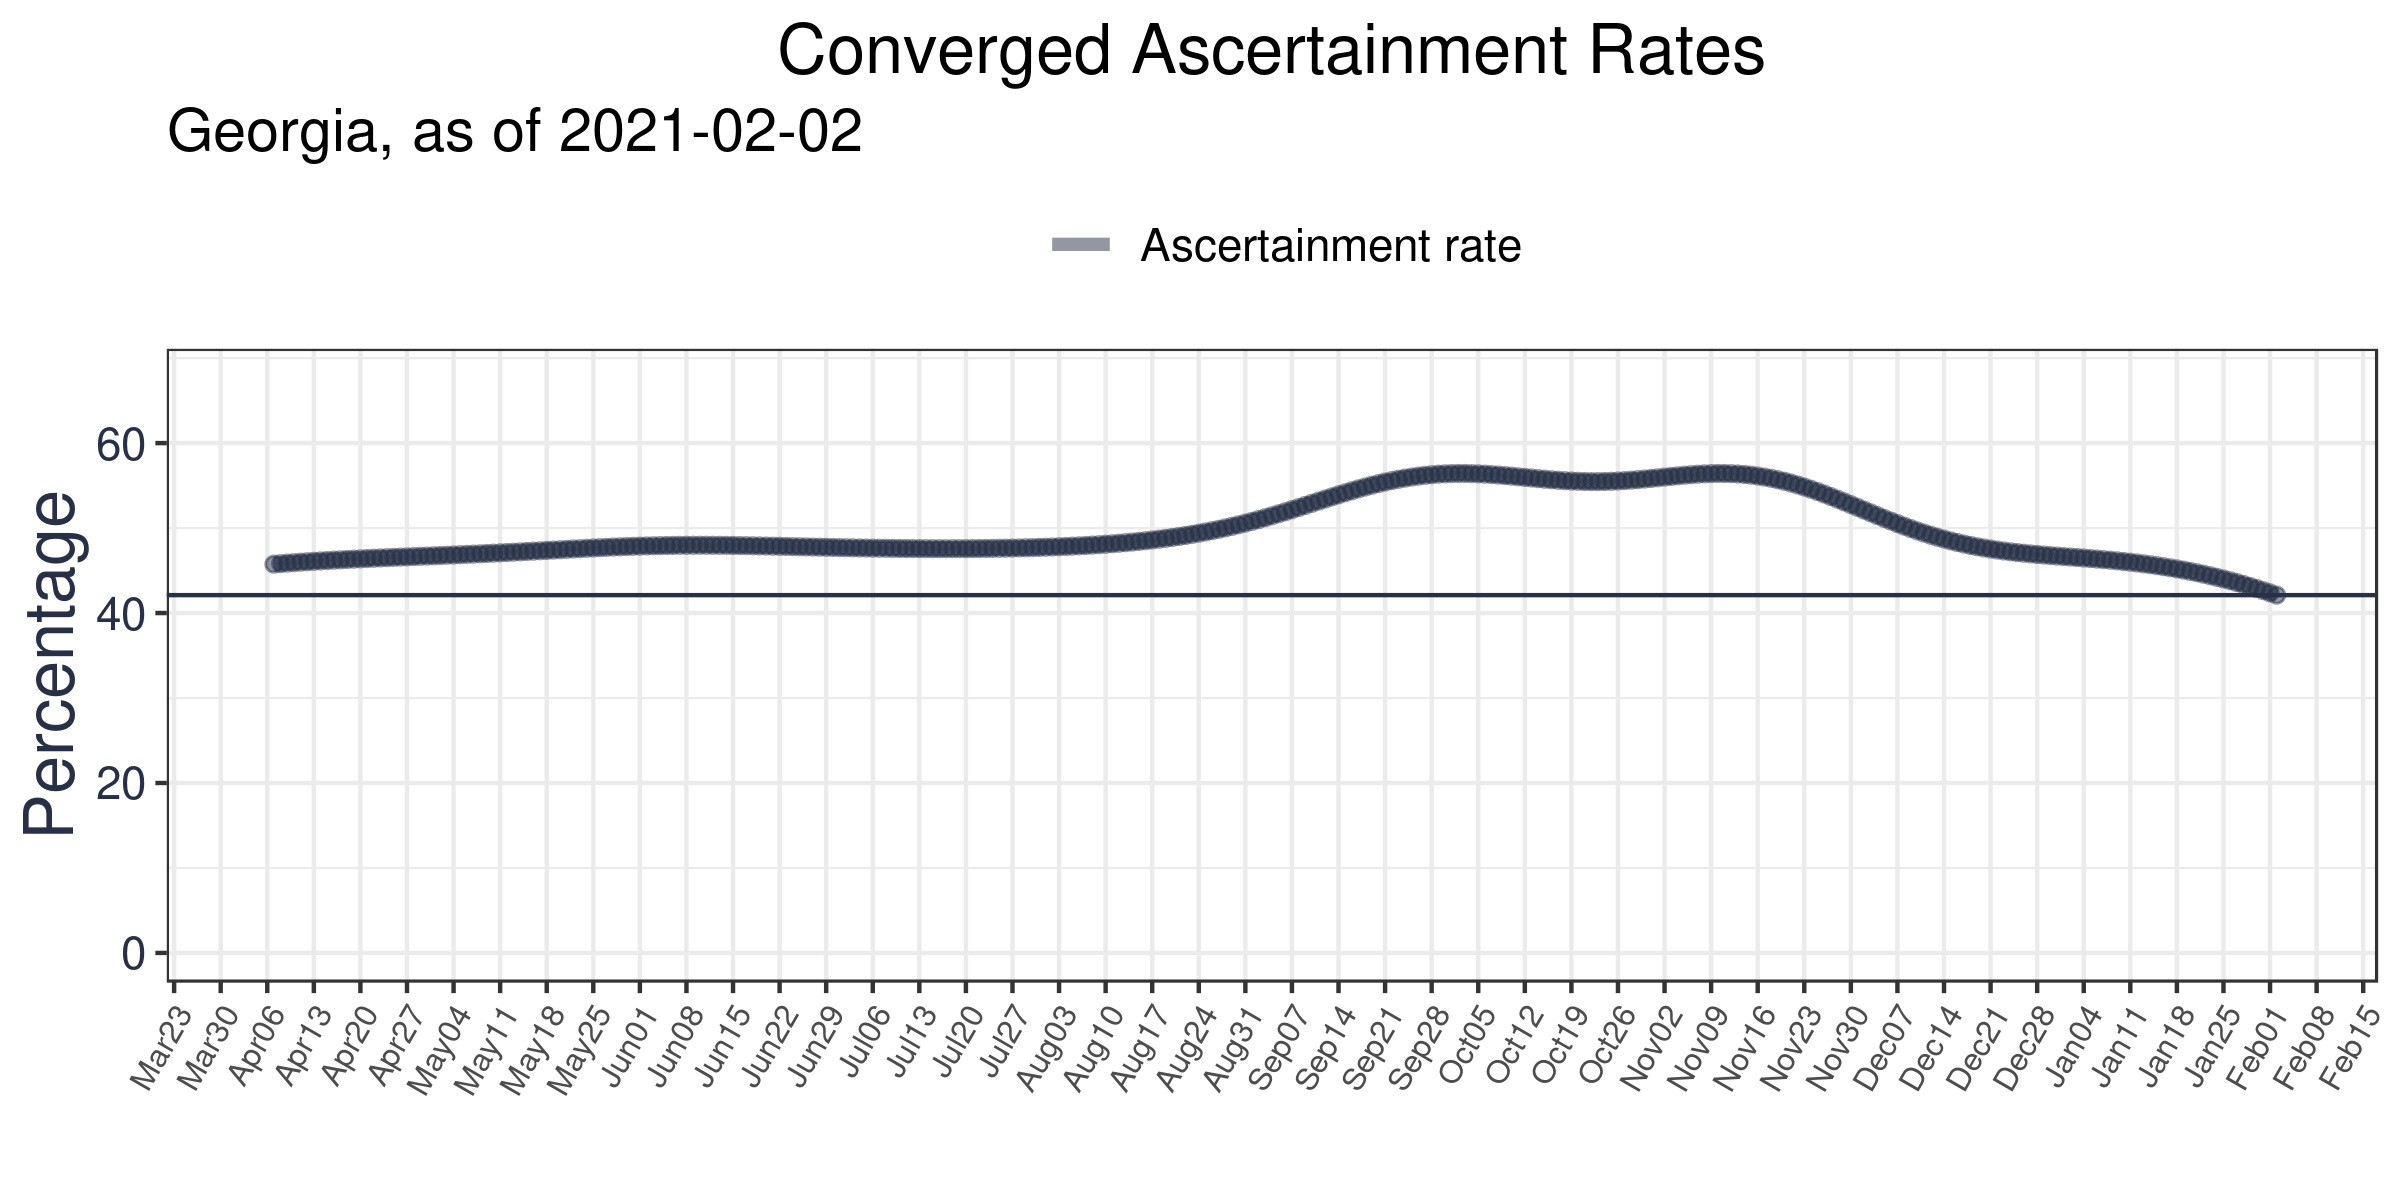 Converged Ascertainment Rates
Georgia, as of 2021-02-02
Ascertainment rate
Percentage
60
40
20
0
Mar23
Mar30
Apr06
Apr13
Apr20
Apr27
May04
May11
May18
May25
Jun01
Jun08
Jun15
Jun22
Jun29
Jul06
Jul13
Jul20
Jul27
Aug03
Aug10
Aug17
Aug24
Aug31
Sep07
Sep14
Sep21
Sep28
Oct05
Oct12
Oct19
Oct26
Nov02
Nov09
Nov16
Nov23
Nov30
Dec07
Dec14
Dec21
Dec28
Jan04
Jan11
Jan18
Jan25
Feb01
Feb08
Feb15